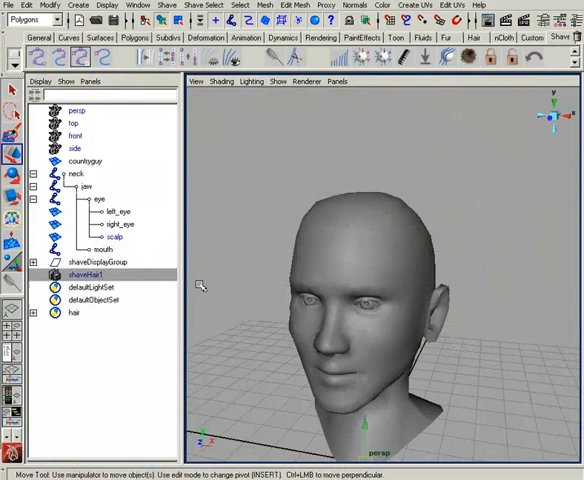 File Edit Modify Create Display Window Shave Shave Select Select Mesh Edit Mesh Proxy Normals Color Create UVs Edit UVs Help
Polygons
General Curves Surfaces Polygons Subdivs Deformation Animation Dynamics Rendering PaintEffects Toon Fluids Fur Hair nCloth Custom Shave
Display Show Panels
View Shading Lighting Show Renderer Panels
persp
top
front
side
countryguy
neck
jaw
eye
left_eye
right_eye
scalp
mouth
shaveDisplayGroup
shaveHair1
defaultLightSet
defaultObjectSet
hair
y
x
z
x
persp
Move Tool: Use manipulator to move object(s). Use edit mode to change pivot (INSERT). Ctrl+LMB to move perpendicular.